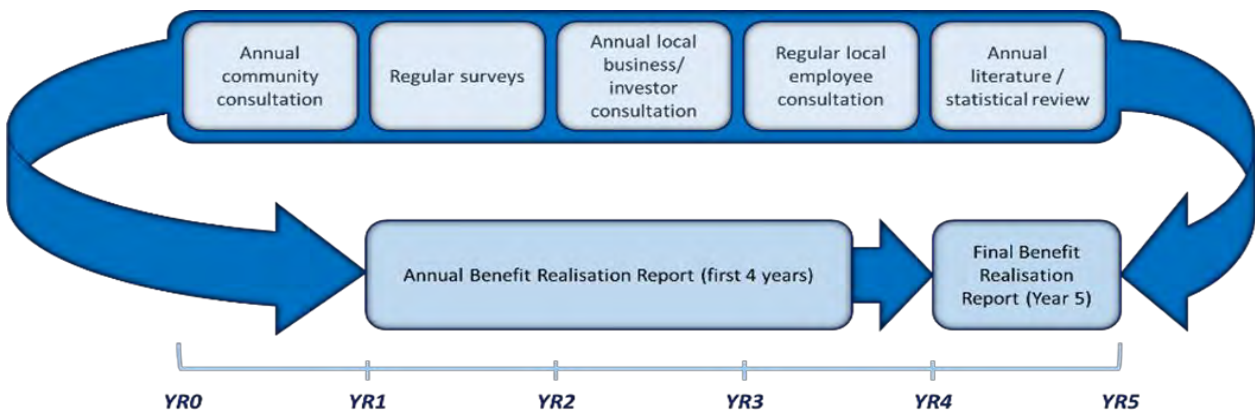 Annual
community
consultation
Regular surveys
Annual local
business/
investor
consultation
Regular local
employee
consultation
Annual
literature /
statistical review
Annual Benefit Realisation Report (first 4 years)
Final Benefit
Realisation
Report (Year 5)
YR0
YR1
YR2
YR3
YR4
YR5